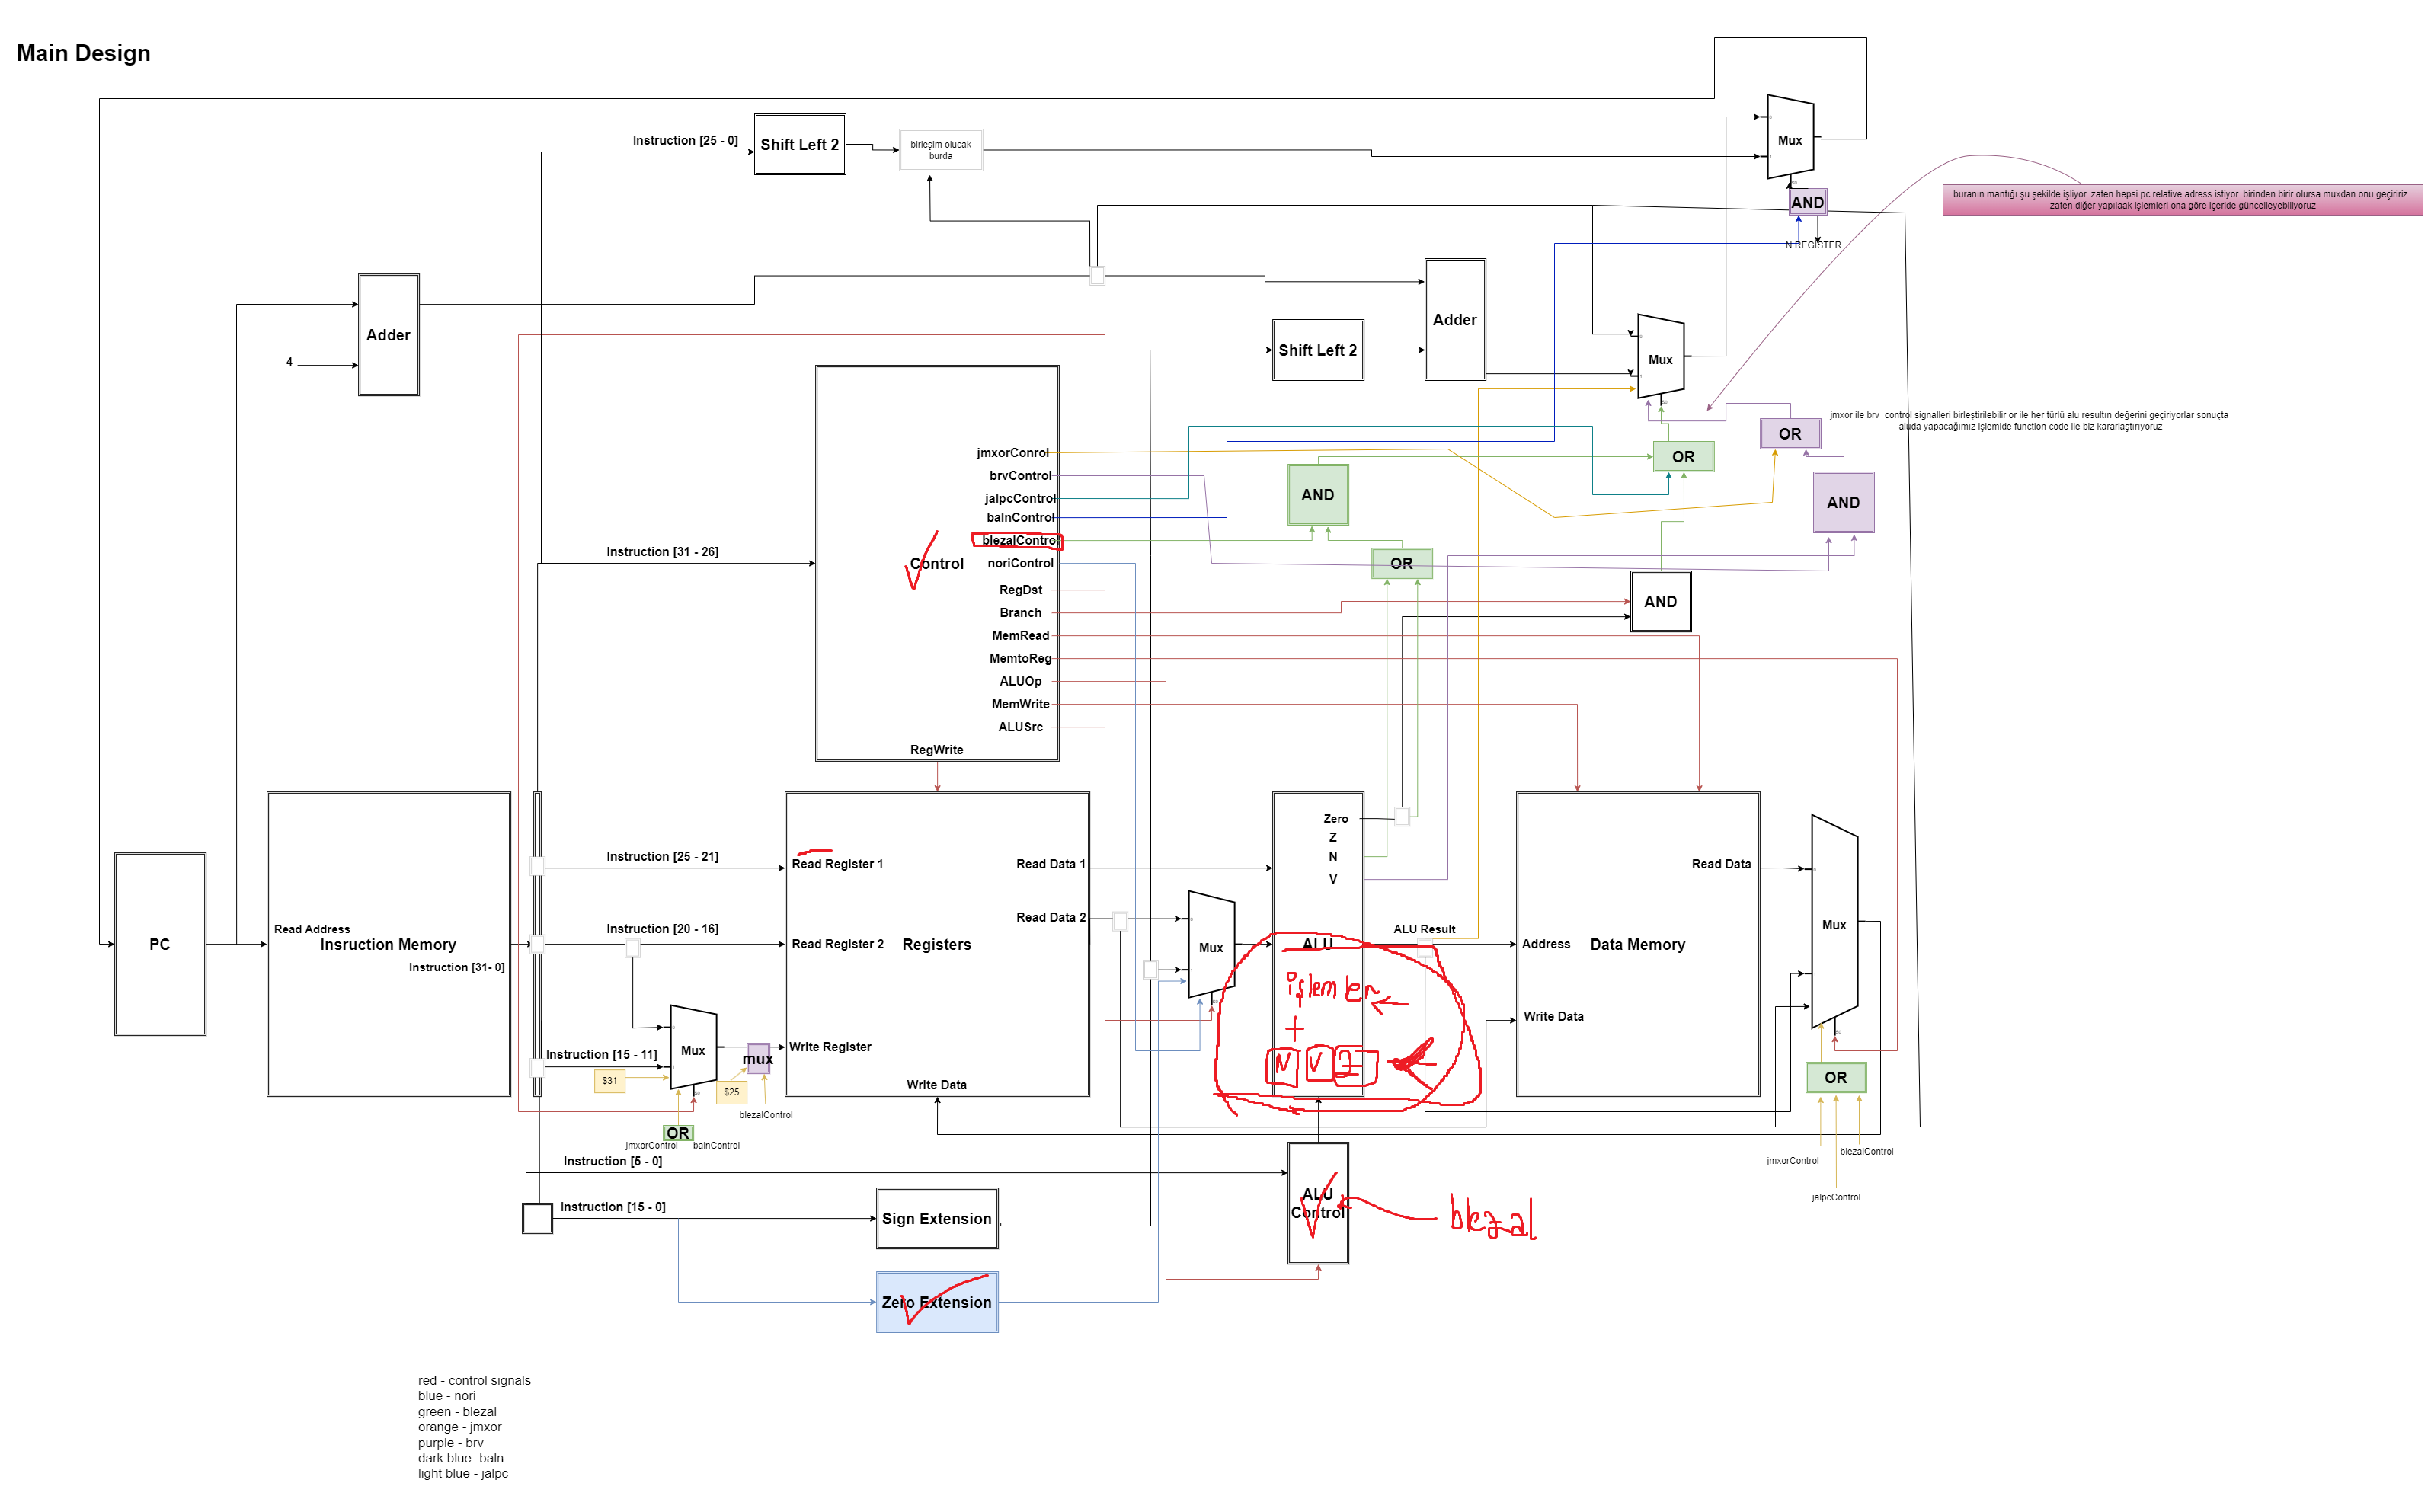 Main Design
Instruction [25 - 0]
Shift Left 2
birleşim olucak
burda
Mux
AND
N REGISTER
buranın mantığı şu şekilde işliyor. zaten hepsi pc relative adress istiyor. birinden birir olursa muxdan onu geçiririz.
zaten diğer yapılaak işlemleri ona göre içeride güncelleyebiliyoruz
Adder
4
Adder
Shift Left 2
Mux
jmxor ile brv control signalleri birleştirilebilir or ile her türlü alu resultın değerini geçiriyorlar sonuçta
aluda yapacağımız işlemide function code ile biz kararlaştırıyoruz
OR
OR
AND
AND
OR
AND
Instruction [31 - 26]
Control
jmxorConrol
brvControl
jalpcControl
balnControl
blezalControl
noriControl
RegDst
Branch
MemRead
MemtoReg
ALUOp
MemWrite
ALUSrc
RegWrite
PC
Read Address
Insruction Memory
Instruction [31- 0]
Instruction [25 - 21]
Instruction [20 - 16]
Instruction [15 - 11]
$31
Mux
mux
$25
blezalControl
OR
jmxorControl
balnControl
Read Register 1
Read Register 2
Registers
Write Register
Write Data
Read Data 1
Read Data 2
Mux
Zero
Z
N
V
ALU
ALU Result
işlemler
+
N V Z
Address
Data Memory
Read Data
Write Data
Mux
OR
jmxorControl
blezalControl
jalpcControl
Instruction [5 - 0]
Instruction [15 - 0]
Sign Extension
Zero Extension
ALU
Control
blezal
red - control signals
blue - nori
green - blezal
orange - jmxor
purple - brv
dark blue -baln
light blue - jalpc